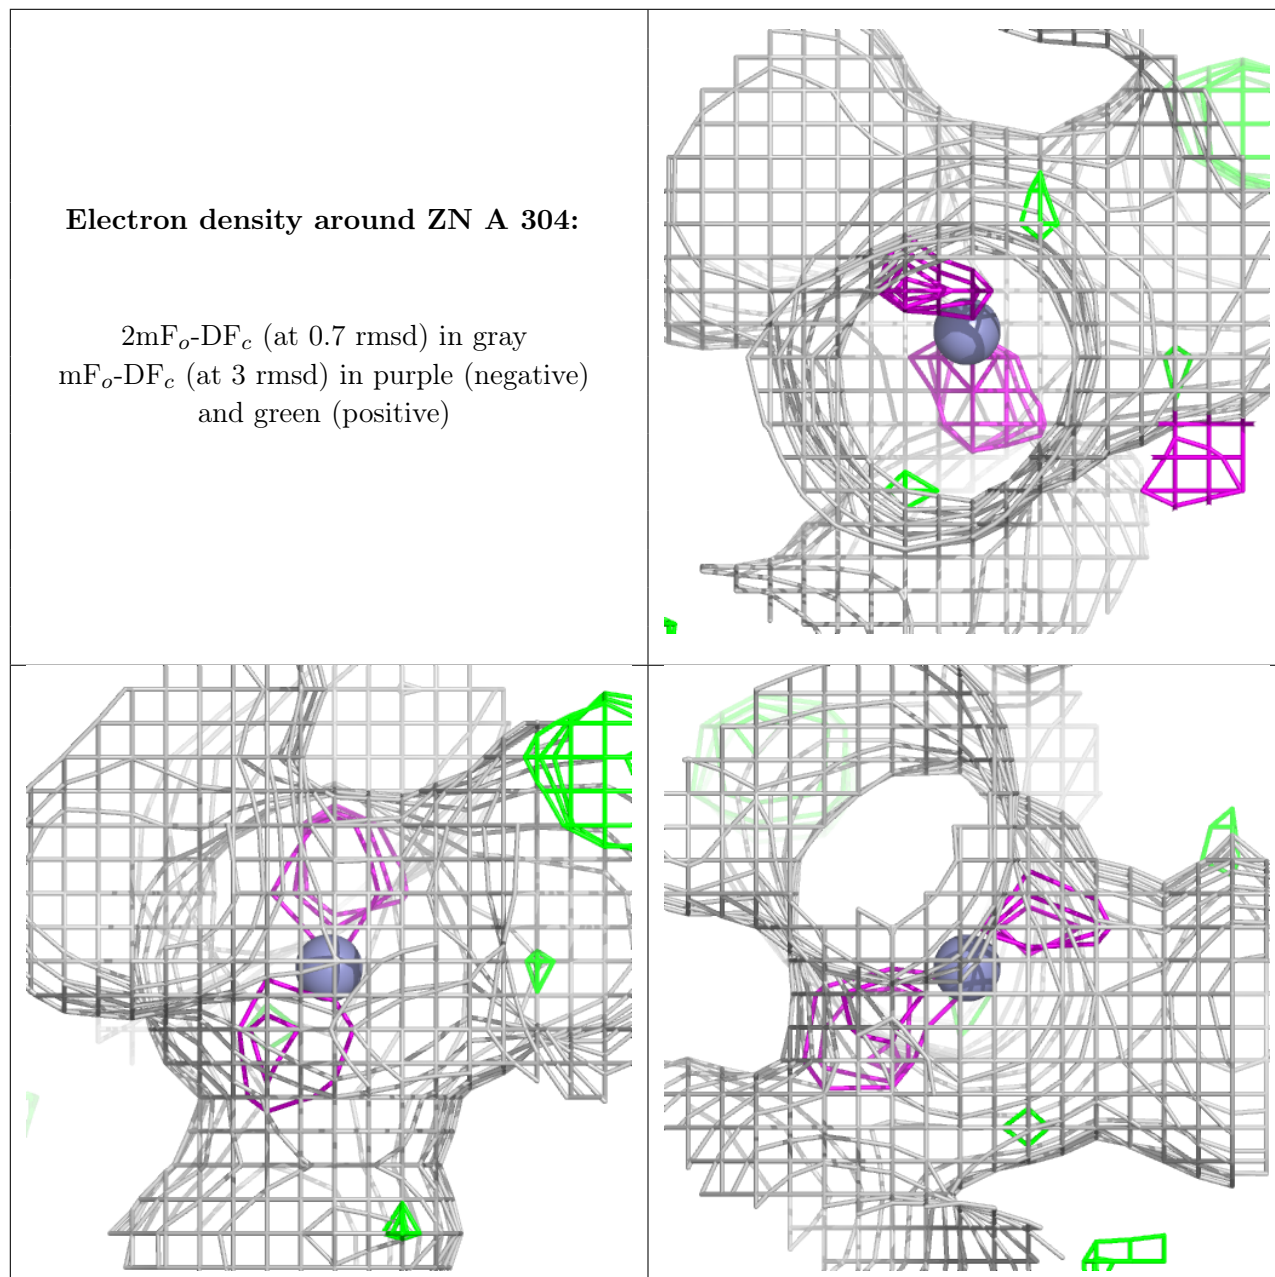 Electron density around ZN A 304:
2mFo-DFc (at 0.7 rmsd) in gray
mFo-DFc (at 3 rmsd) in purple (negative)
and green (positive)